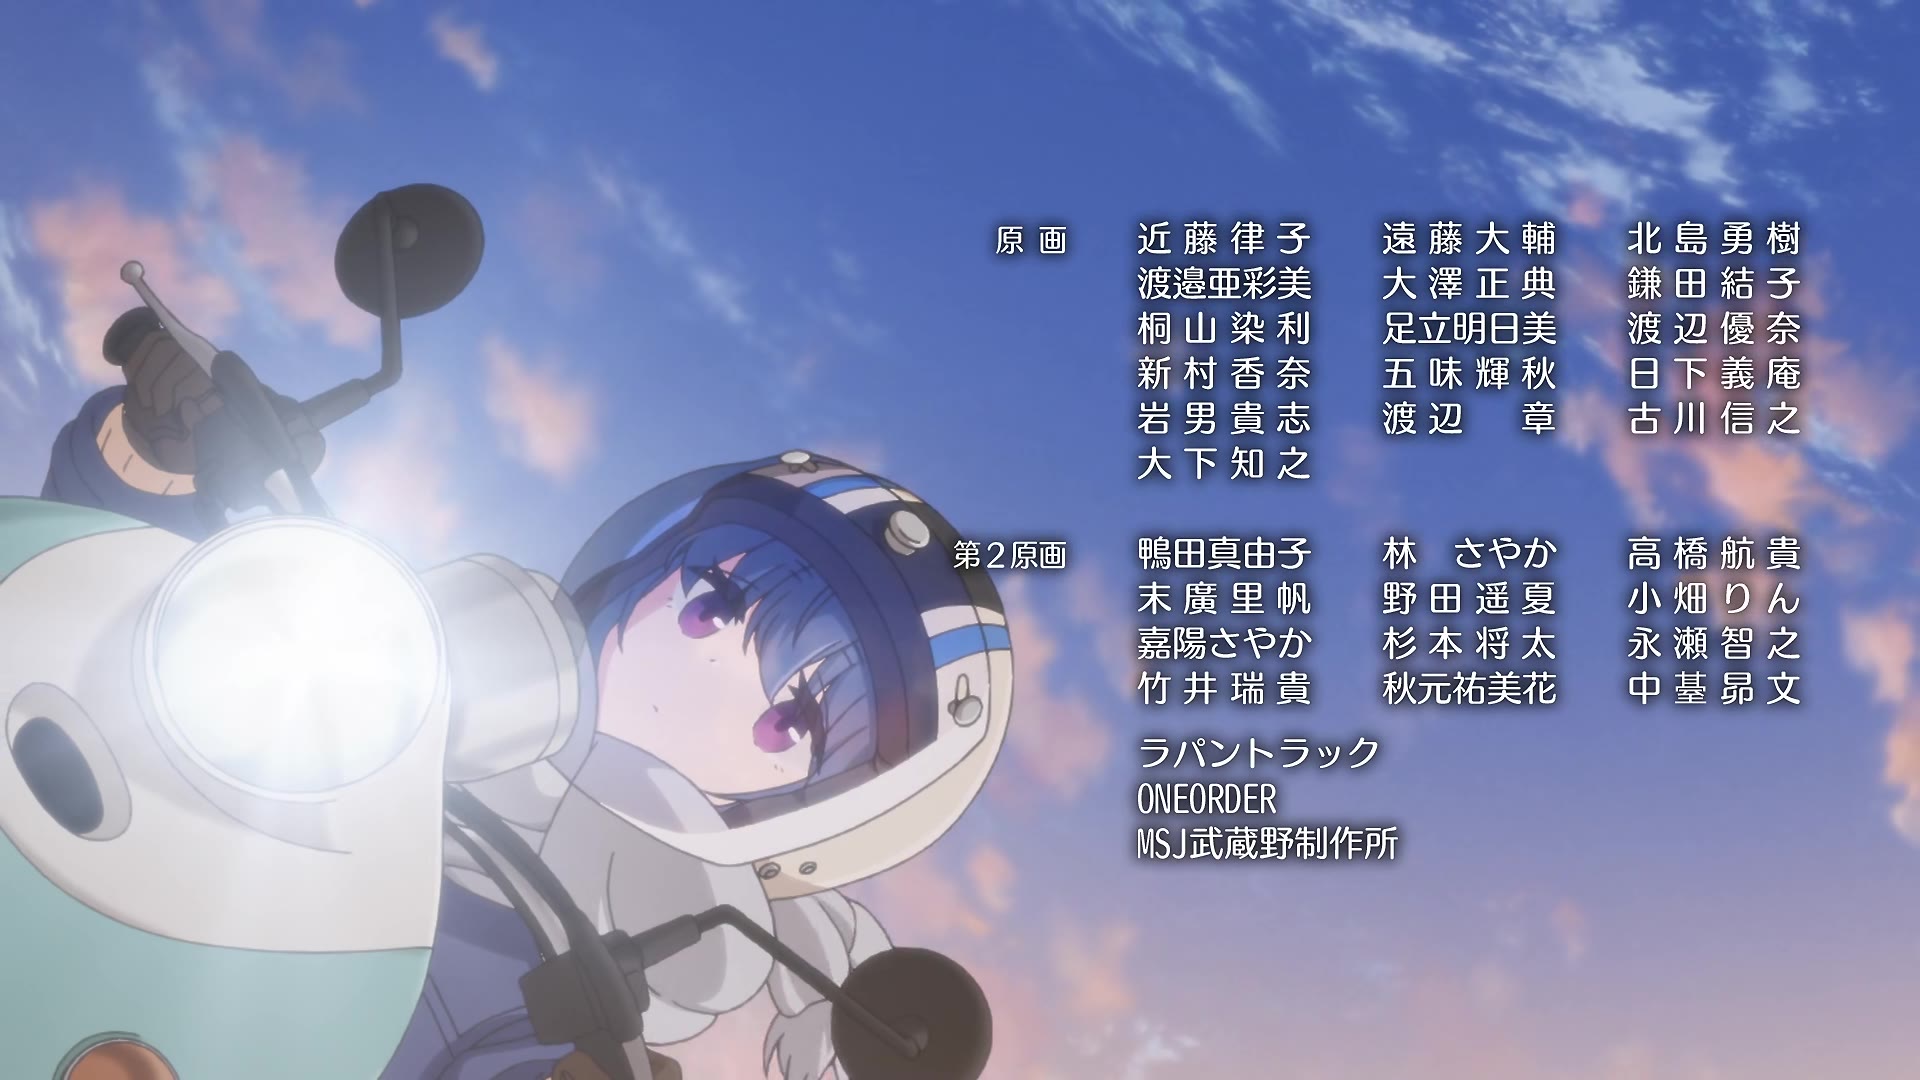 原画 近藤律子 遠藤大輔 北島勇樹
渡邉亜彩美 大澤正典 鎌田結子
桐山染利 足立明日美 渡辺優奈
新村香奈 五味輝秋 日下義庵
岩男貴志 渡辺 章 古川信之
大下知之
第2原画 鴨田真由子 林 さやか 高橋航貴
末廣里帆 野田遥夏 小畑りん
嘉陽さやか 杉本将太 永瀬智之
竹井瑞貴 秋元祐美花 中䑓昴文
ラパントラック
ONEORDER
MSJ武蔵野制作所